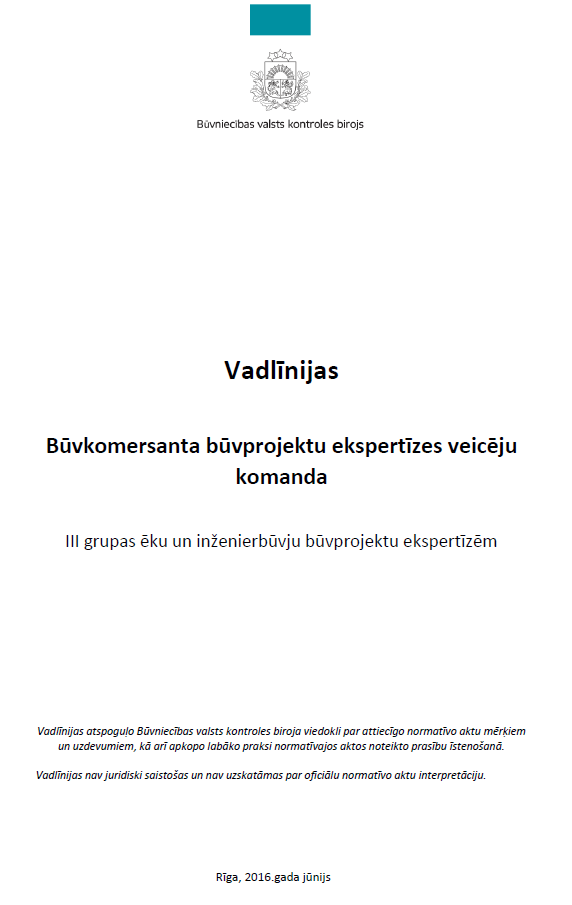 Būvniecības valsts kontroles birojs
Vadlīnijas
Būvkomersanta būvprojektu ekspertīzes veicēju
komanda
III grupas ēku un inženierbūvju būvprojektu ekspertīzēm
Vadlīnijas atspoguļo Būvniecības valsts kontroles biroja viedokli par attiecīgo normatīvo aktu mērķiem
un uzdevumiem, kā arī apkopo labāko praksi normatīvajos aktos noteikto prasību īstenošanā.
Vadlīnijas nav juridiski saistošas un nav uzskatāmas par oficiālu normatīvo aktu interpretāciju.
Rīga, 2016.gada jūnijs